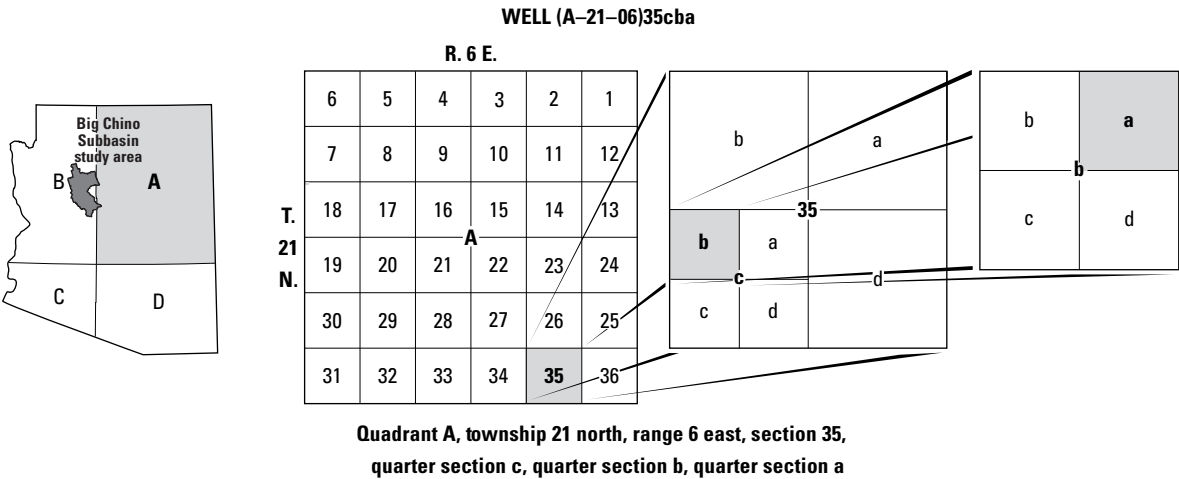 WELL (A–21–06)35cba
R. 6 E.
Big Chino
Subbasin
study area
B
A
C
D
T.
21
N.
6 5 4 3 2 1
7 8 9 10 11 12
18 17 16 15 14 13
A
19 20 21 22 23 24
30 29 28 27 26 25
31 32 33 34 35 36
b a
35
b a
c
d
c d
b a
b
c d
Quadrant A, township 21 north, range 6 east, section 35,
quarter section c, quarter section b, quarter section a